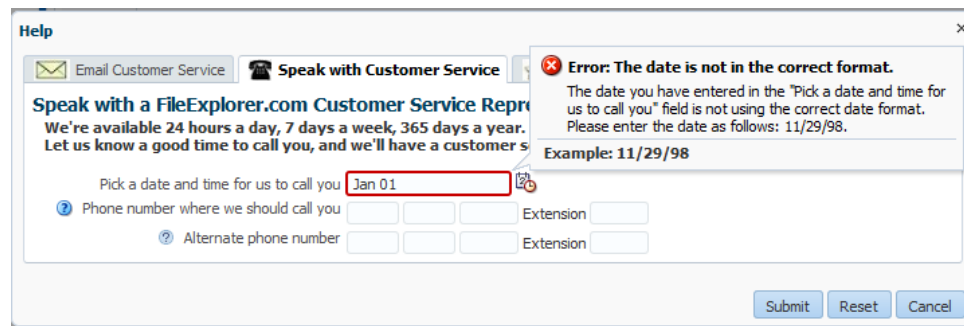 Help
Email Customer Service
Speak with Customer Service
Error: The date is not in the correct format.
The date you have entered in the "Pick a date and time for
us to call you" field is not using the correct date format.
Please enter the date as follows: 11/29/98.
Example: 11/29/98
Speak with a FileExplorer.com Customer Service
We're available 24 hours a day, 7 days a week, 365 days a year.
Let us know a good time to call you, and we'll have a customer
Pick a date and time for us to call you Jan 01
Phone number where we should call you Extension
Alternate phone number Extension
Submit Reset Cancel